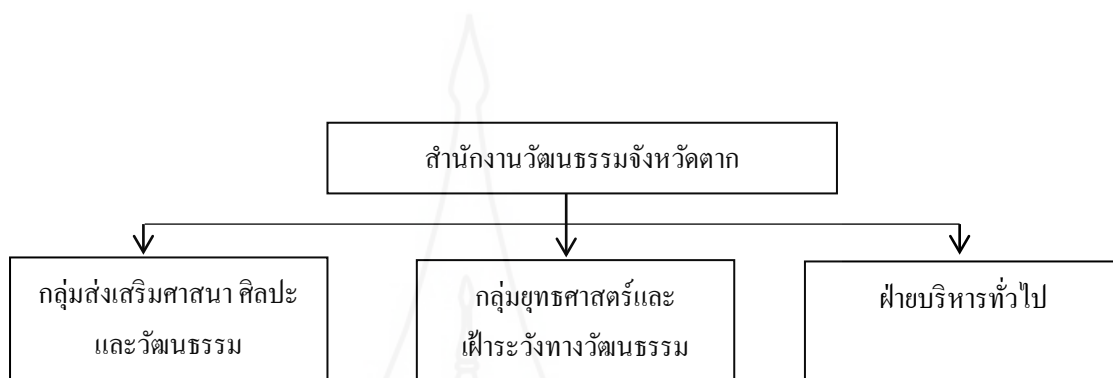 สำนักงานวัฒนธรรมจังหวัดตาก
กลุ่มส่งเสริมศาสนา ศิลปะ
และวัฒนธรรม
กลุ่มยุทธศาสตร์และ
เฝ้าระวังทางวัฒนธรรม
ฝ่ายบริหารทั่วไป